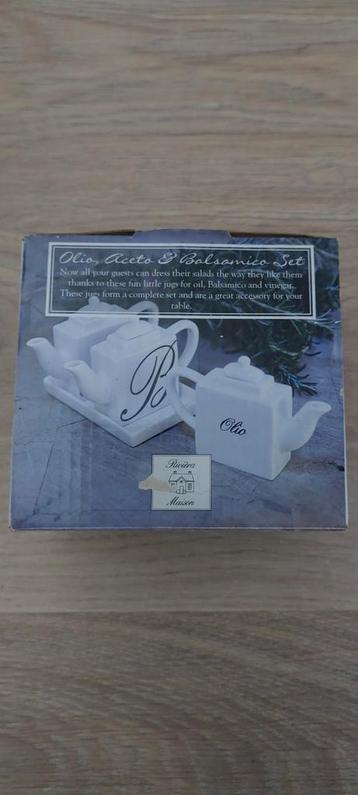 Olio, Aceto & Balsamico Set
Now all your guests can dress their salads the way they like them
thanks to these fun little jugs for oil, Balsamico and vinegar.
These jugs form a complete set and are a great accessory for your
table.
B
Olio
Rivièra
Maison